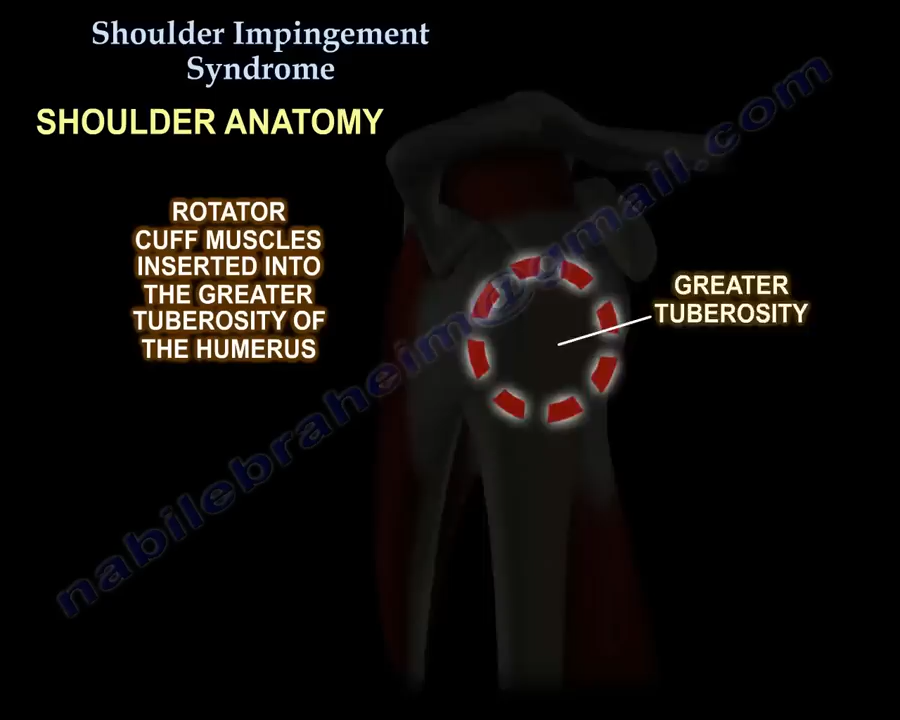 Shoulder Impingement
Syndrome
SHOULDER ANATOMY
ROTATOR
CUFF MUSCLES
INSERTED INTO
THE GREATER
TUBEROSITY OF
THE HUMERUS
GREATER
TUBEROSITY
nabilebraheim@gmail.com